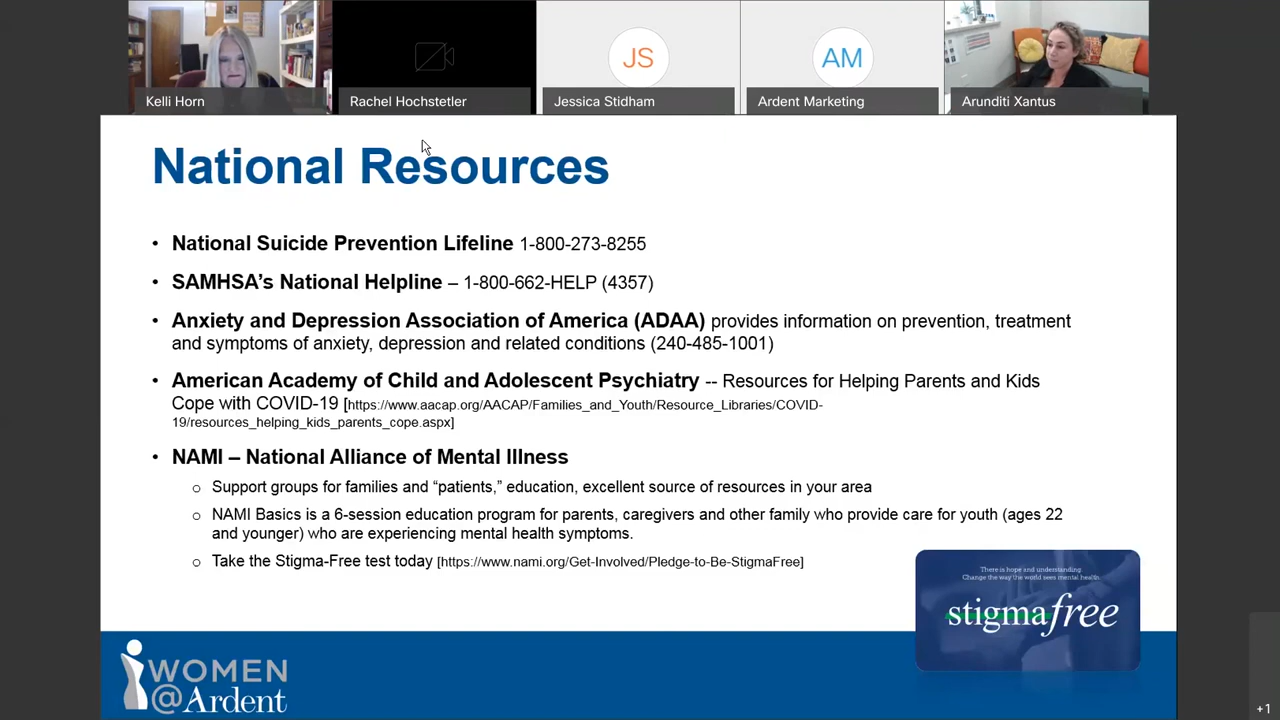 JS
AM
Kelli Horn
Rachel Hochstetler
Jessica Stidham
Ardent Marketing
Arunditi Xantus
National Resources
• National Suicide Prevention Lifeline 1-800-273-8255
• SAMHSA’s National Helpline – 1-800-662-HELP (4357)
• Anxiety and Depression Association of America (ADAA) provides information on prevention, treatment
and symptoms of anxiety, depression and related conditions (240-485-1001)
• American Academy of Child and Adolescent Psychiatry -- Resources for Helping Parents and Kids
Cope with COVID-19 [https://www.aacap.org/AACAP/Families_and_Youth/Resource_Libraries/COVID-
19/resources_helping_kids_parents_cope.aspx]
• NAMI – National Alliance of Mental Illness
○ Support groups for families and “patients,” education, excellent source of resources in your area
○ NAMI Basics is a 6-session education program for parents, caregivers and other family who provide care for youth (ages 22
and younger) who are experiencing mental health symptoms.
○ Take the Stigma-Free test today [https://www.nami.org/Get-Involved/Pledge-to-Be-StigmaFree]
There is hope and understanding.
Change the way the world sees mental health.
stigmafree
WOMEN
@Ardent
+1